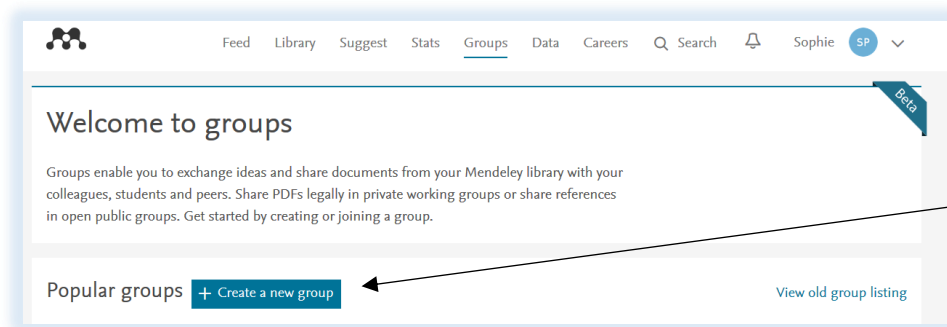 Feed Library Suggest Stats Groups Data Careers Search Sophie SP
Beta
Welcome to groups
Groups enable you to exchange ideas and share documents from your Mendeley library with your
colleagues, students and peers. Share PDFs legally in private working groups or share references
in open public groups. Get started by creating or joining a group.
Popular groups + Create a new group View old group listing